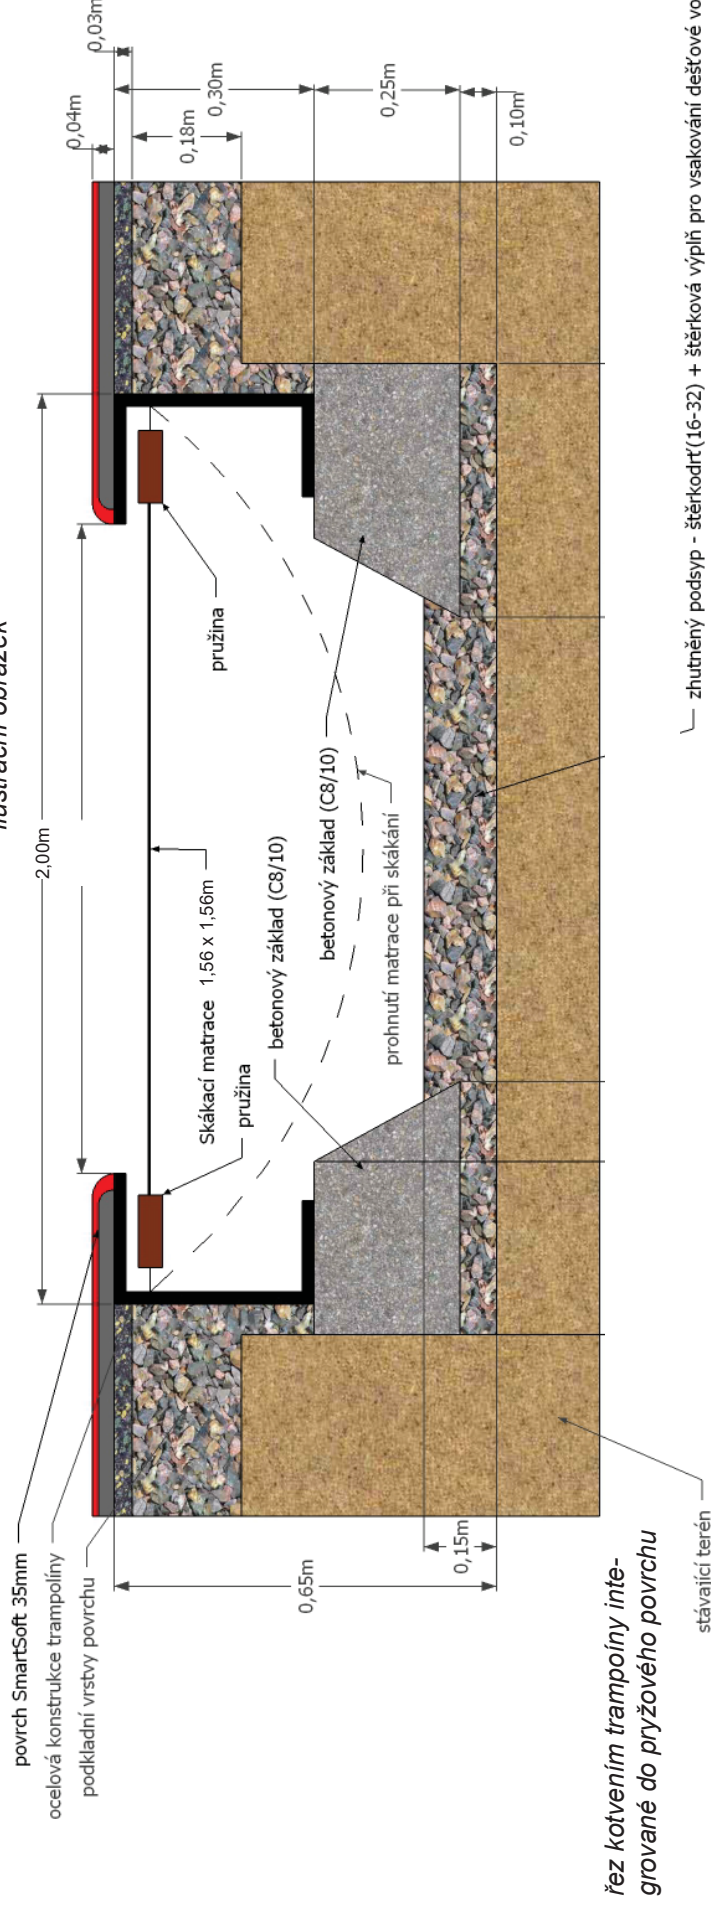 ilustrační obrázek
2,00m
0,04m
0,03m
0,30m
0,18m
0,25m
0,10m
povrch SmartSoft 35mm
ocelová konstrukce trampolíny
podkladní vrstvy povrchu
Skákací matrace 1,56 x 1,56m
pružina
pružina
betonový základ (C8/10)
betonový základ (C8/10)
prohnutí matrace při skákání
0,65m
0,15m
řez kotvením trampoíny inte-
grované do pryžového povrchu
stávající terén
zhutněný podsyp - štěrkodrť(16-32) + štěrková výplň pro vsakování dešťové vo